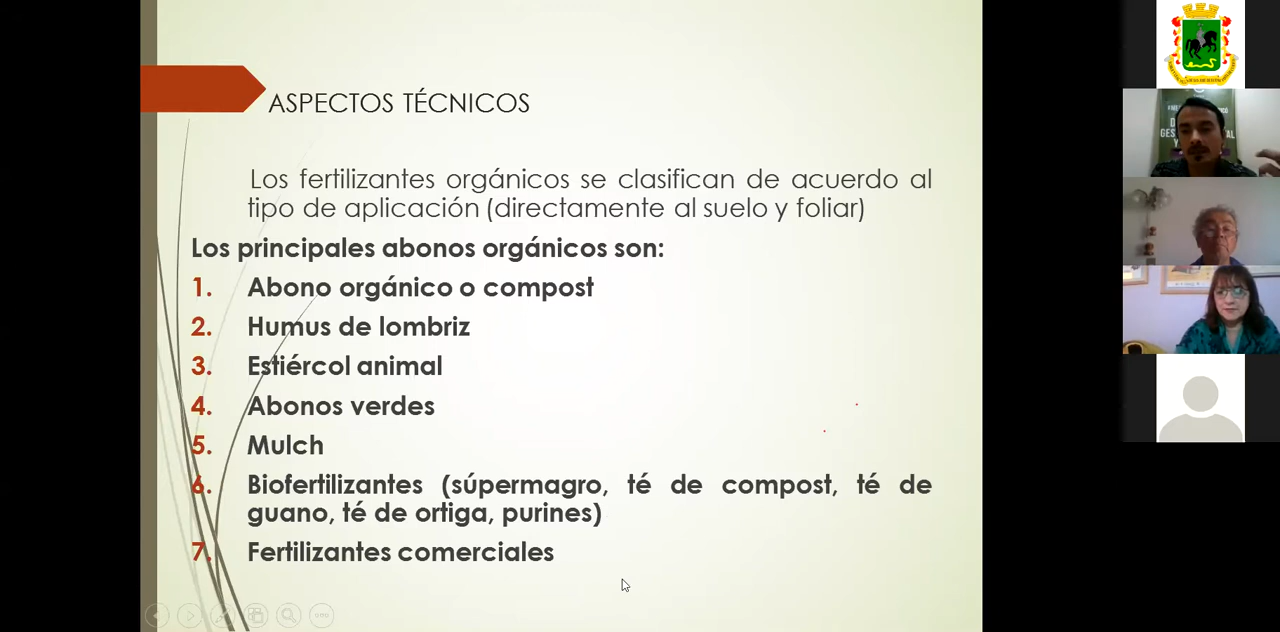 ASPECTOS TÉCNICOS
Los fertilizantes orgánicos se clasifican de acuerdo al
tipo de aplicación (directamente al suelo y foliar)
Los principales abonos orgánicos son:
1. Abono orgánico o compost
2. Humus de lombriz
3. Estiércol animal
4. Abonos verdes
5. Mulch
6. Biofertilizantes (súpermagro, té de compost, té de
guano, té de ortiga, purines)
7. Fertilizantes comerciales